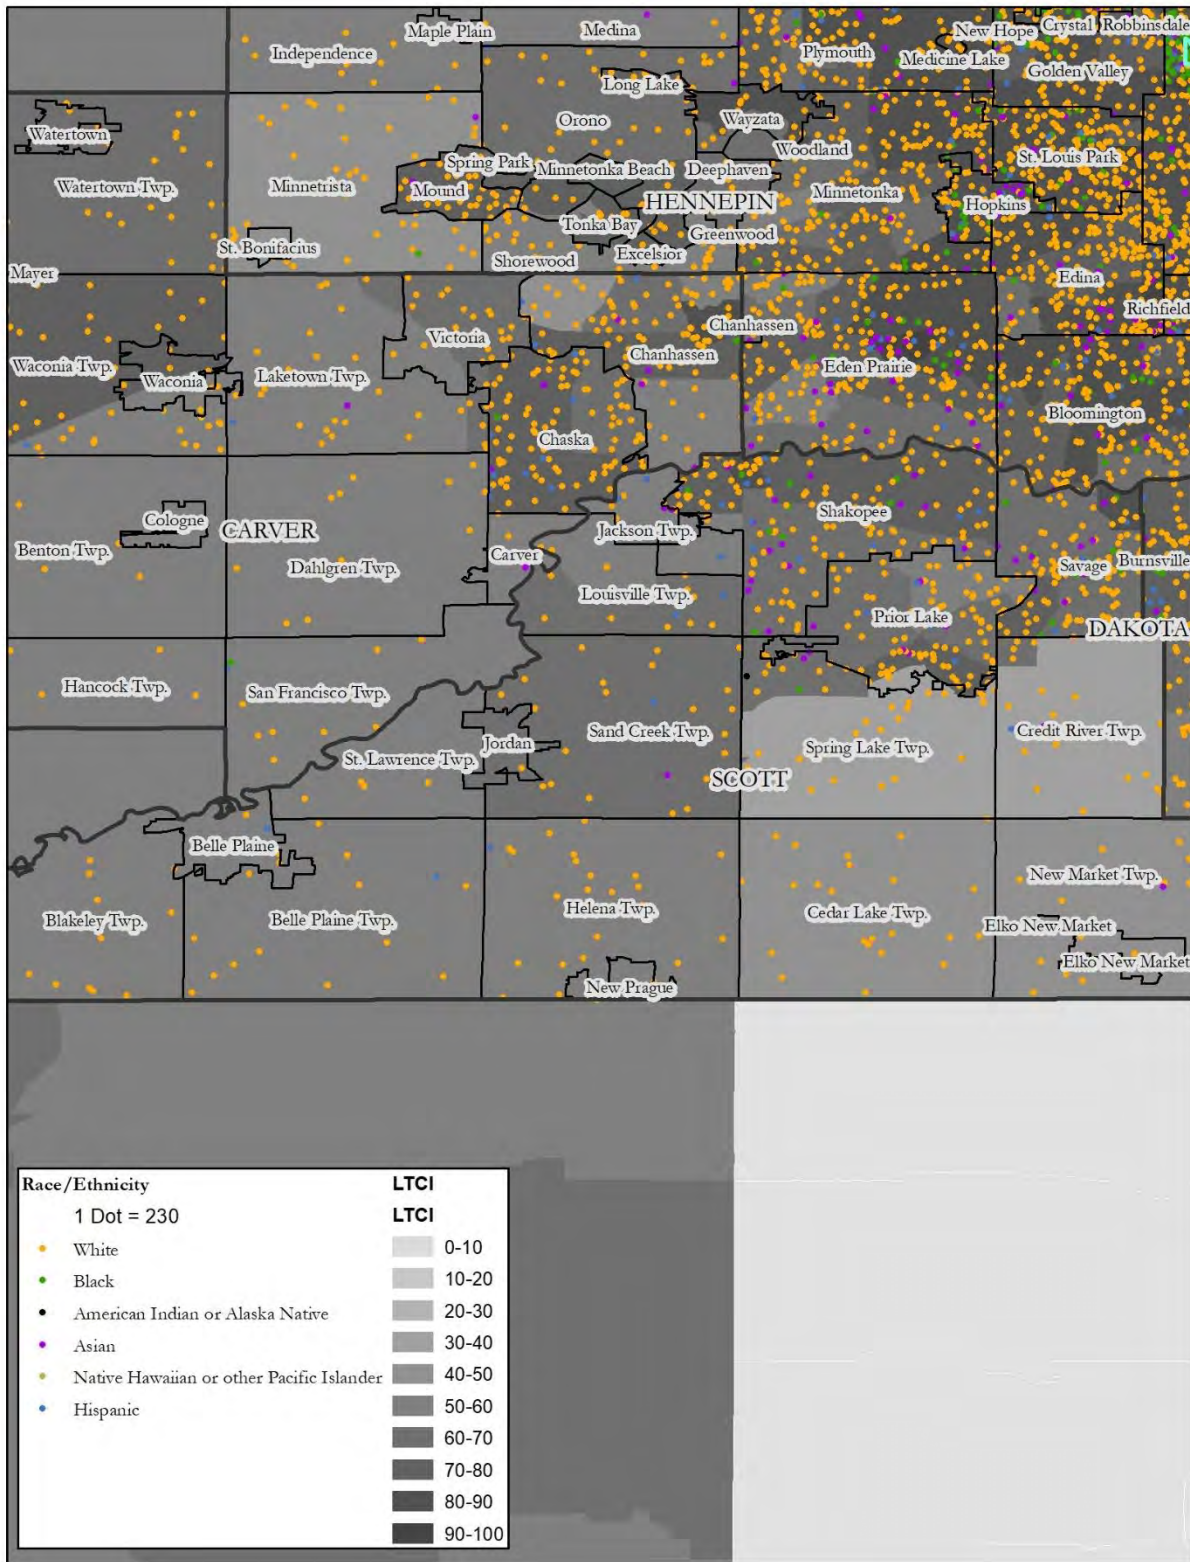 Maple Plain
Medina
New Hope
Crystal
Robbinsdale
Independence
Plymouth
Medicine Lake
Golden Valley
Long Lake
Watertown
Orono
Wayzata
Woodland
St. Louis Park
Watertown Twp.
Minnetrista
Spring Park
Mound
Minnetonka Beach
Deephaven
Minnetonka
HENNEPIN
Hopkins
Tonka Bay
Greenwood
St. Bonifacius
Excelsior
Shorewood
Mayer
Edina
Richfield
Victoria
Chanhassen
Chanhassen
Waconia Twp.
Waconia
Laketown Twp.
Eden Prairie
Bloomington
Chaska
Cologne
CARVER
Jackson Twp.
Shakopee
Benton Twp.
Dahlgren Twp.
Carver
Louisville Twp.
Savage
Burnsville
Prior Lake
DAKOTA
Hancock Twp.
San Francisco Twp.
Sand Creek Twp.
Jordan
St. Lawrence Twp.
Spring Lake Twp.
Credit River Twp.
SCOTT
Belle Plaine
New Market Twp.
Blakeley Twp.
Belle Plaine Twp.
Helena Twp.
Cedar Lake Twp.
Elko New Market
Elko New Market
New Prague
Race/Ethnicity
1 Dot = 230
White
Black
American Indian or Alaska Native
Asian
Native Hawaiian or other Pacific Islander
Hispanic
LTCI
LTCI
0-10
10-20
20-30
30-40
40-50
50-60
60-70
70-80
80-90
90-100